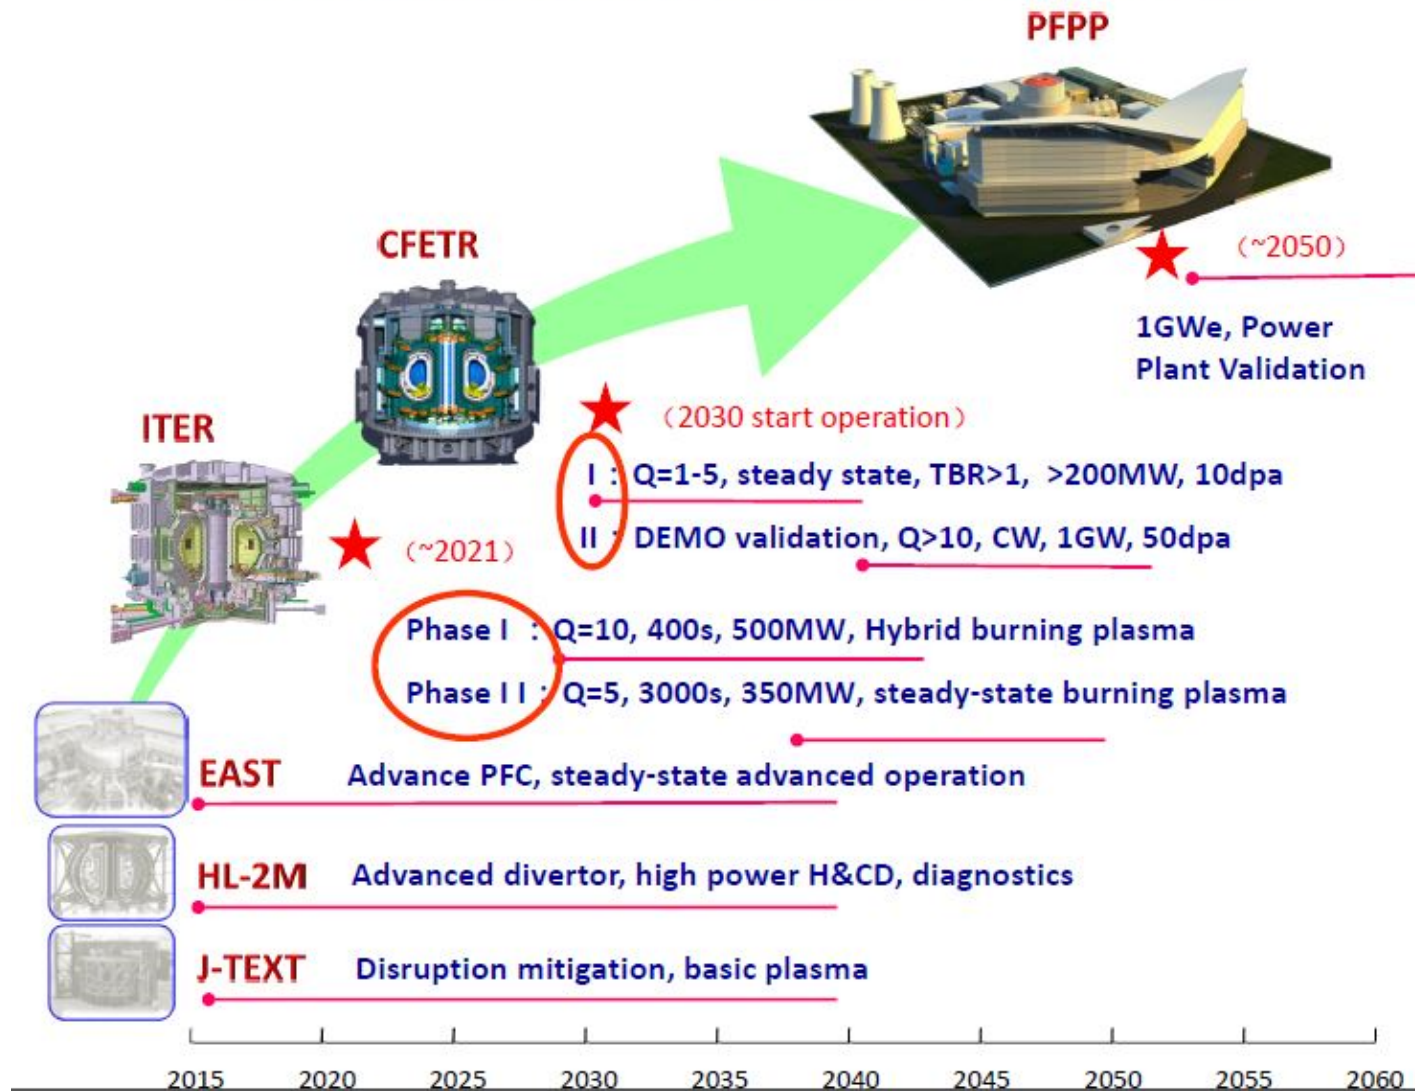 PFPP
（~2050）
1GWe, Power
Plant Validation
CFETR
（2030 start operation）
I : Q=1-5, steady state, TBR>1, >200MW, 10dpa
II : DEMO validation, Q>10, CW, 1GW, 50dpa
ITER
（~2021）
Phase I : Q=10, 400s, 500MW, Hybrid burning plasma
Phase I I : Q=5, 3000s, 350MW, steady-state burning plasma
EAST Advance PFC, steady-state advanced operation
HL-2M Advanced divertor, high power H&CD, diagnostics
J-TEXT Disruption mitigation, basic plasma
2015 2020 2025 2030 2035 2040 2045 2050 2055 2060